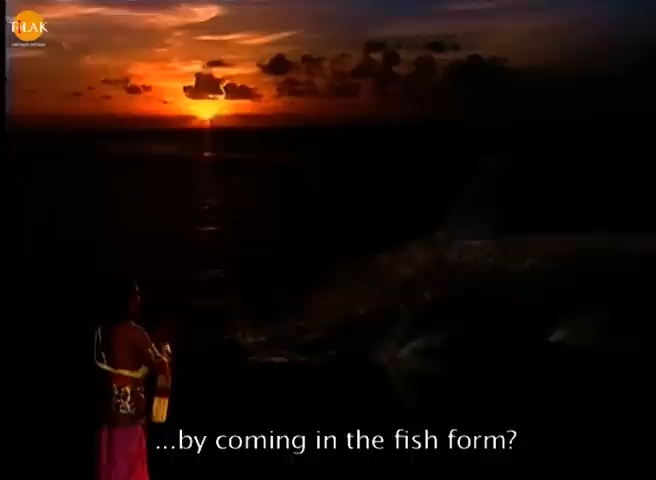 TILAK
...by coming in the fish form?